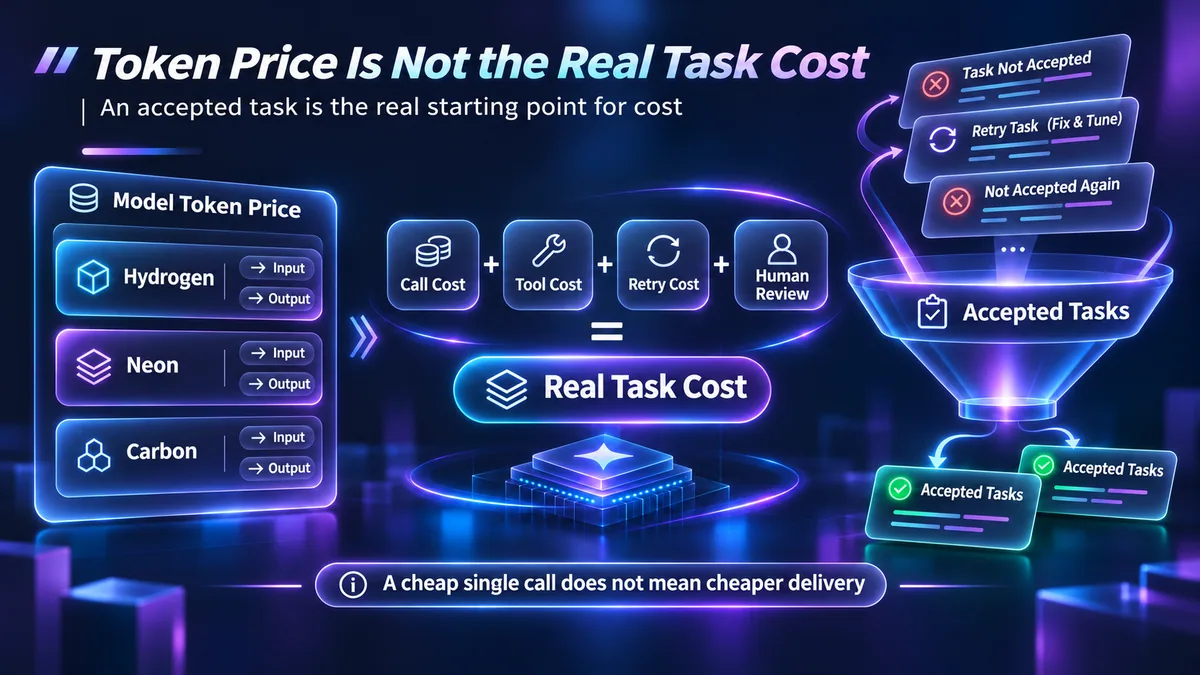 Token Price Is Not the Real Task Cost
An accepted task is the real starting point for cost
Model Token Price
Hydrogen
→ Input
→ Output
Neon
→ Input
→ Output
Carbon
→ Input
→ Output
Call Cost
+
Tool Cost
+
Retry Cost
+
Human
Review
=
Real Task Cost
Task Not Accepted
Retry Task (Fix & Tune)
Not Accepted Again
...
Accepted Tasks
Accepted Tasks
Accepted Tasks
A cheap single call does not mean cheaper delivery